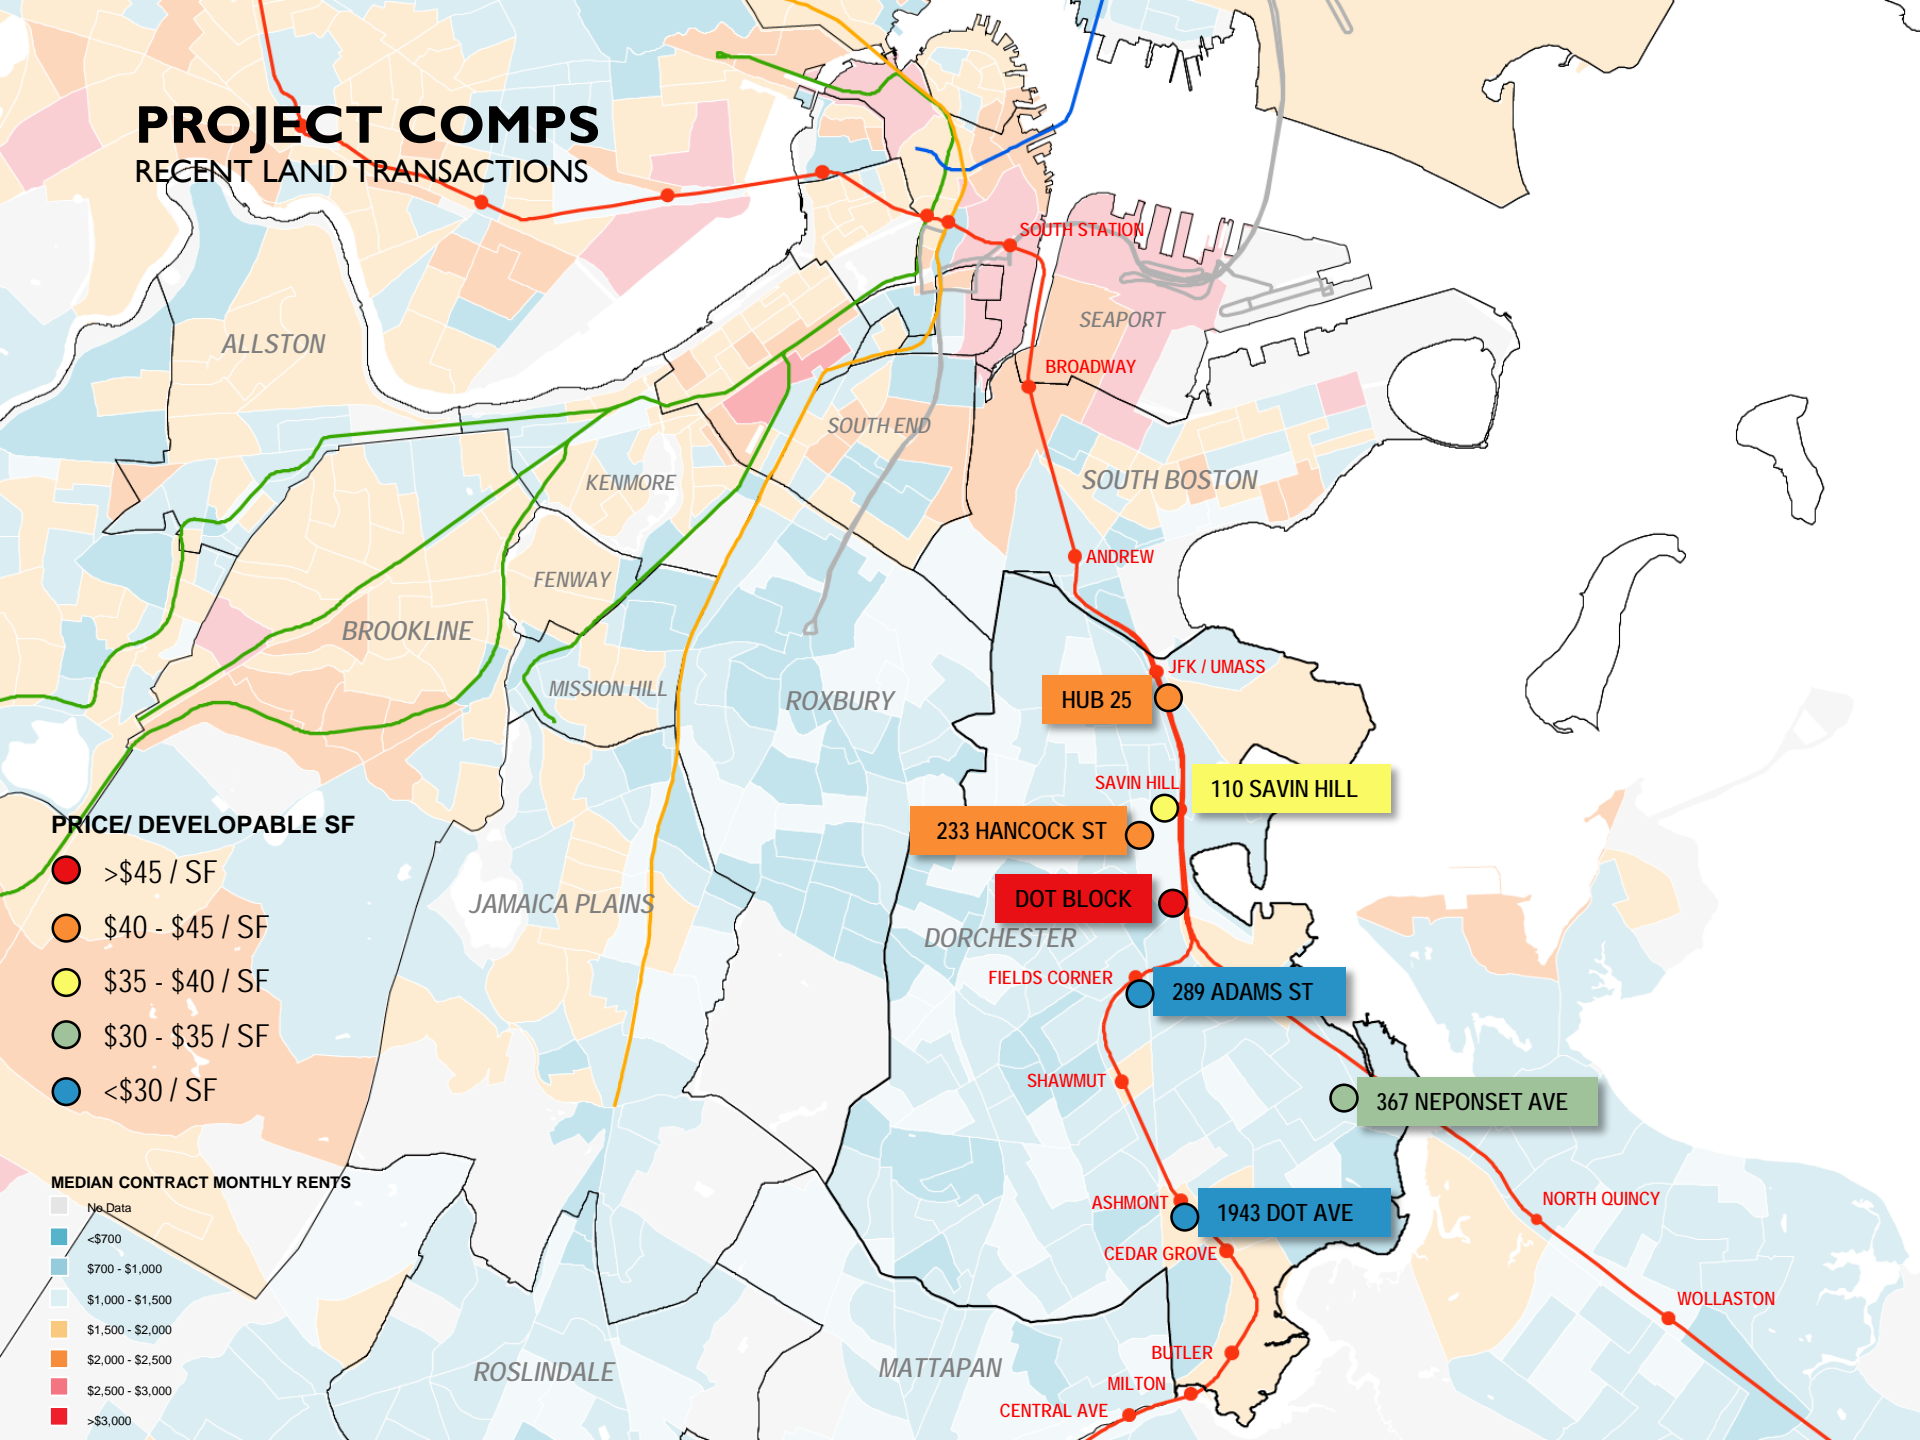 PROJECT COMPS
RECENT LAND TRANSACTIONS
SOUTH STATION
SEAPORT
ALLSTON
BROADWAY
SOUTH END
KENMORE
SOUTH BOSTON
ANDREW
FENWAY
BROOKLINE
JFK / UMASS
MISSION HILL
ROXBURY
HUB 25
SAVIN HILL
110 SAVIN HILL
233 HANCOCK ST
PRICE/ DEVELOPABLE SF
>$45 / SF
$40 - $45 / SF
$35 - $40 / SF
$30 - $35 / SF
<$30 / SF
JAMAICA PLAINS
DOT BLOCK
DORCHESTER
FIELDS CORNER
289 ADAMS ST
SHAWMUT
367 NEPONSET AVE
MEDIAN CONTRACT MONTHLY RENTS
No Data
<$700
$700 - $1,000
$1,000 - $1,500
$1,500 - $2,000
$2,000 - $2,500
$2,500 - $3,000
>$3,000
ASHMONT
1943 DOT AVE
NORTH QUINCY
CEDAR GROVE
WOLLASTON
BUTLER
ROSLINDALE
MATTAPAN
MILTON
CENTRAL AVE